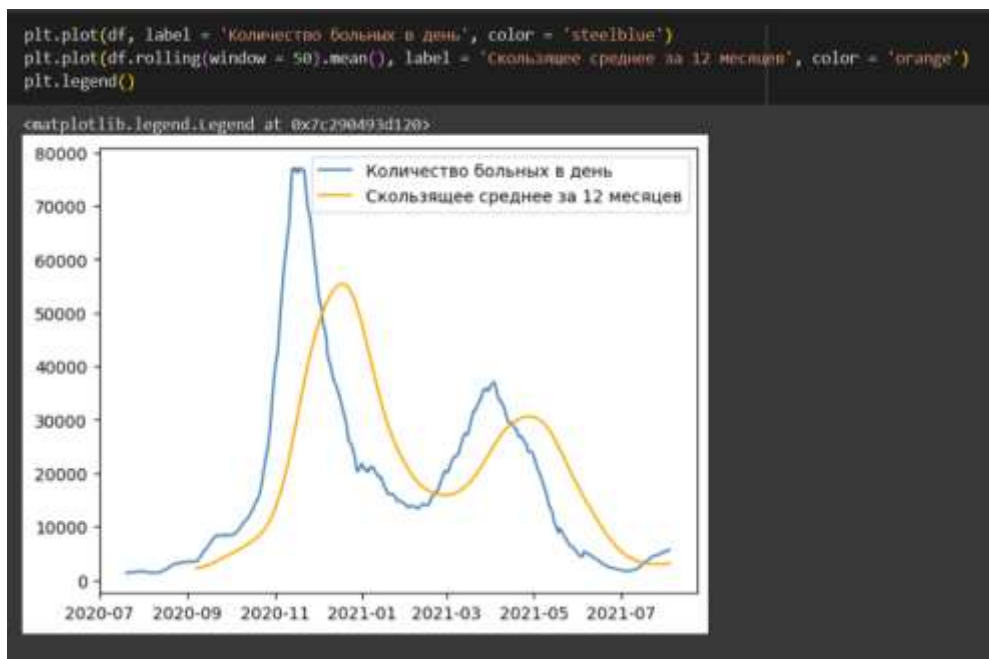 plt.plot(df, label = 'Количество больных в день', color = 'steelblue')
plt.plot(df.rolling(window = 50).mean(), label = 'Скользящее среднее за 12 месяцев', color = 'orange')
plt.legend()
<matplotlib.legend.Legend at 0x7c290493d120>
80000
Количество больных в день
Скользящее среднее за 12 месяцев
70000
60000
50000
40000
30000
20000
10000
0
2020-07 2020-09 2020-11 2021-01 2021-03 2021-05 2021-07